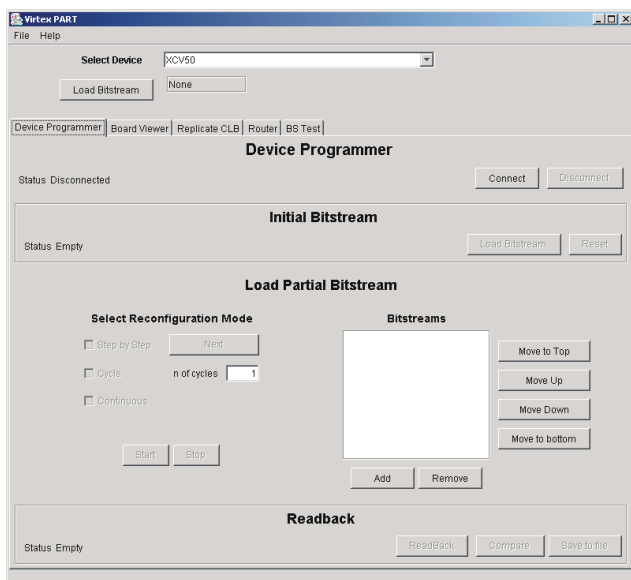 Virtex PART
File Help
Select Device XCV50
Load Bitstream None
Device Programmer Board Viewer Replicate CLB Router BS Test
Device Programmer
Status Disconnected Connect Disconnect
Initial Bitstream
Status Empty Load Bitstream Reset
Load Partial Bitstream
Select Reconfiguration Mode Bitstreams
Step by Step Next
Move to Top
Cycle n of cycles 1
Move Up
Continuous
Move Down
Move to bottom
Start Stop
Add Remove
Readback
Status Empty ReadBack Compare Save to file